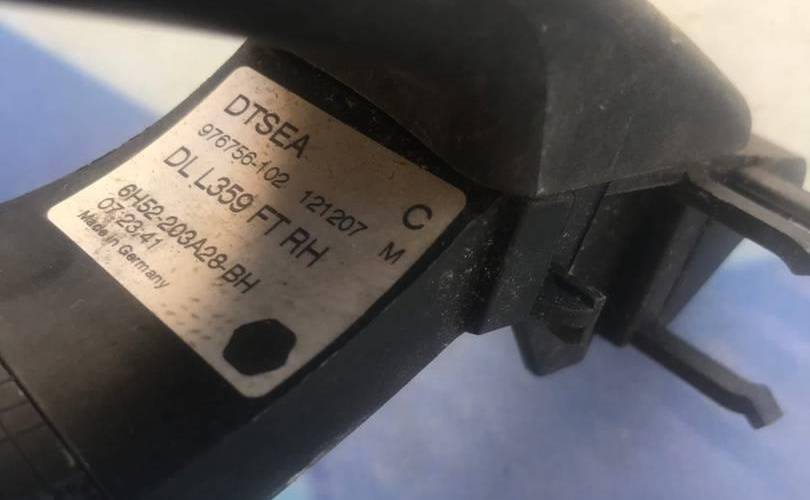 DTSEA
976756-102 121207 C
DL L359 FT RH M
6H52-203A28-BH
07:23:41
Made in Germany